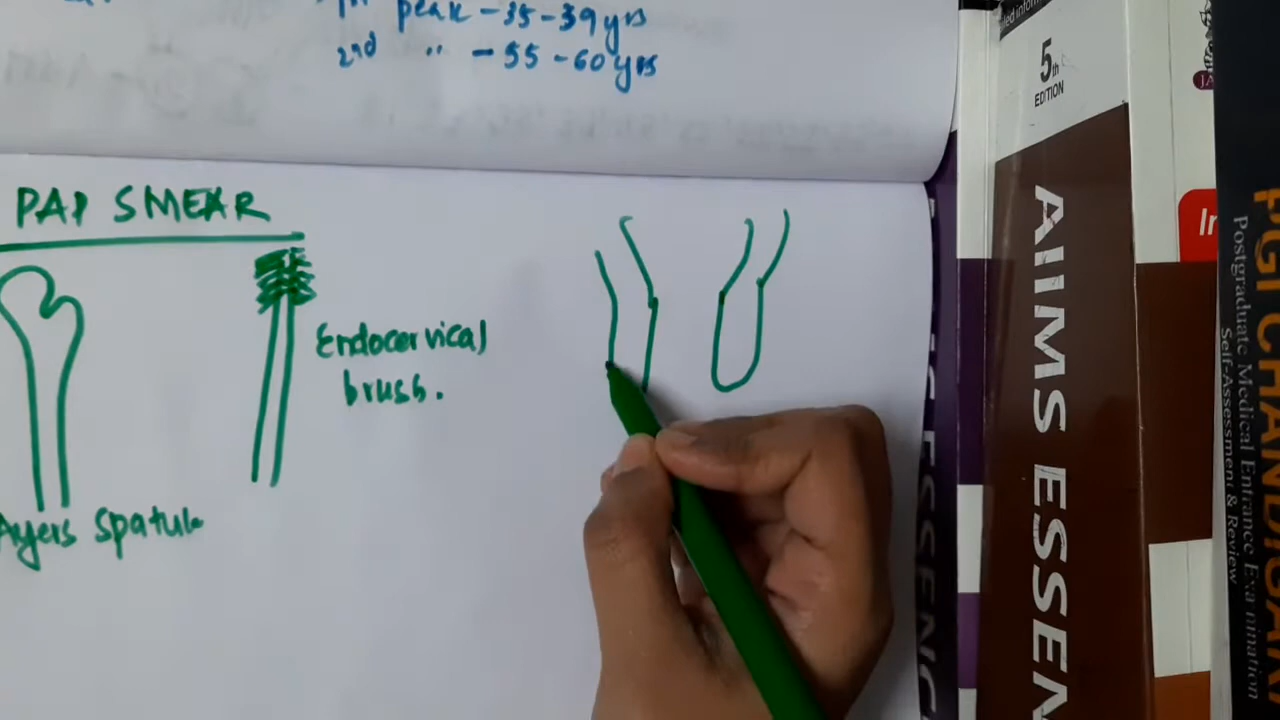 peak - 35 - 39 yrs
2nd " - 55 - 60 yrs
PAP SMEAR
Endocervical
brush.
Ayers Spatula
5th
EDITION
AIIMS ESSEN
PGI CHANDIGAR
Postgraduate Medical Entrance Examination
Self-Assessment & Review